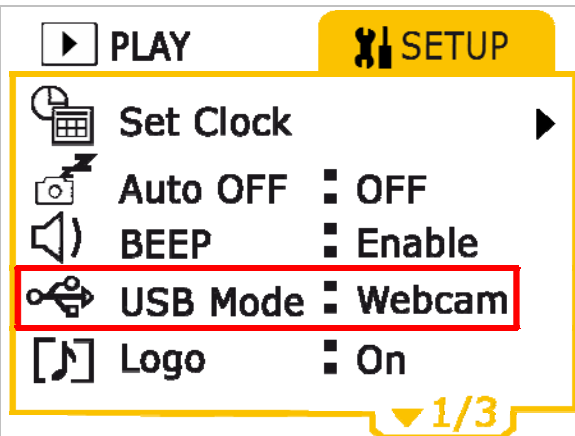 PLAY SETUP
Set Clock
Auto OFF : OFF
BEEP : Enable
USB Mode : Webcam
Logo : On
1/3